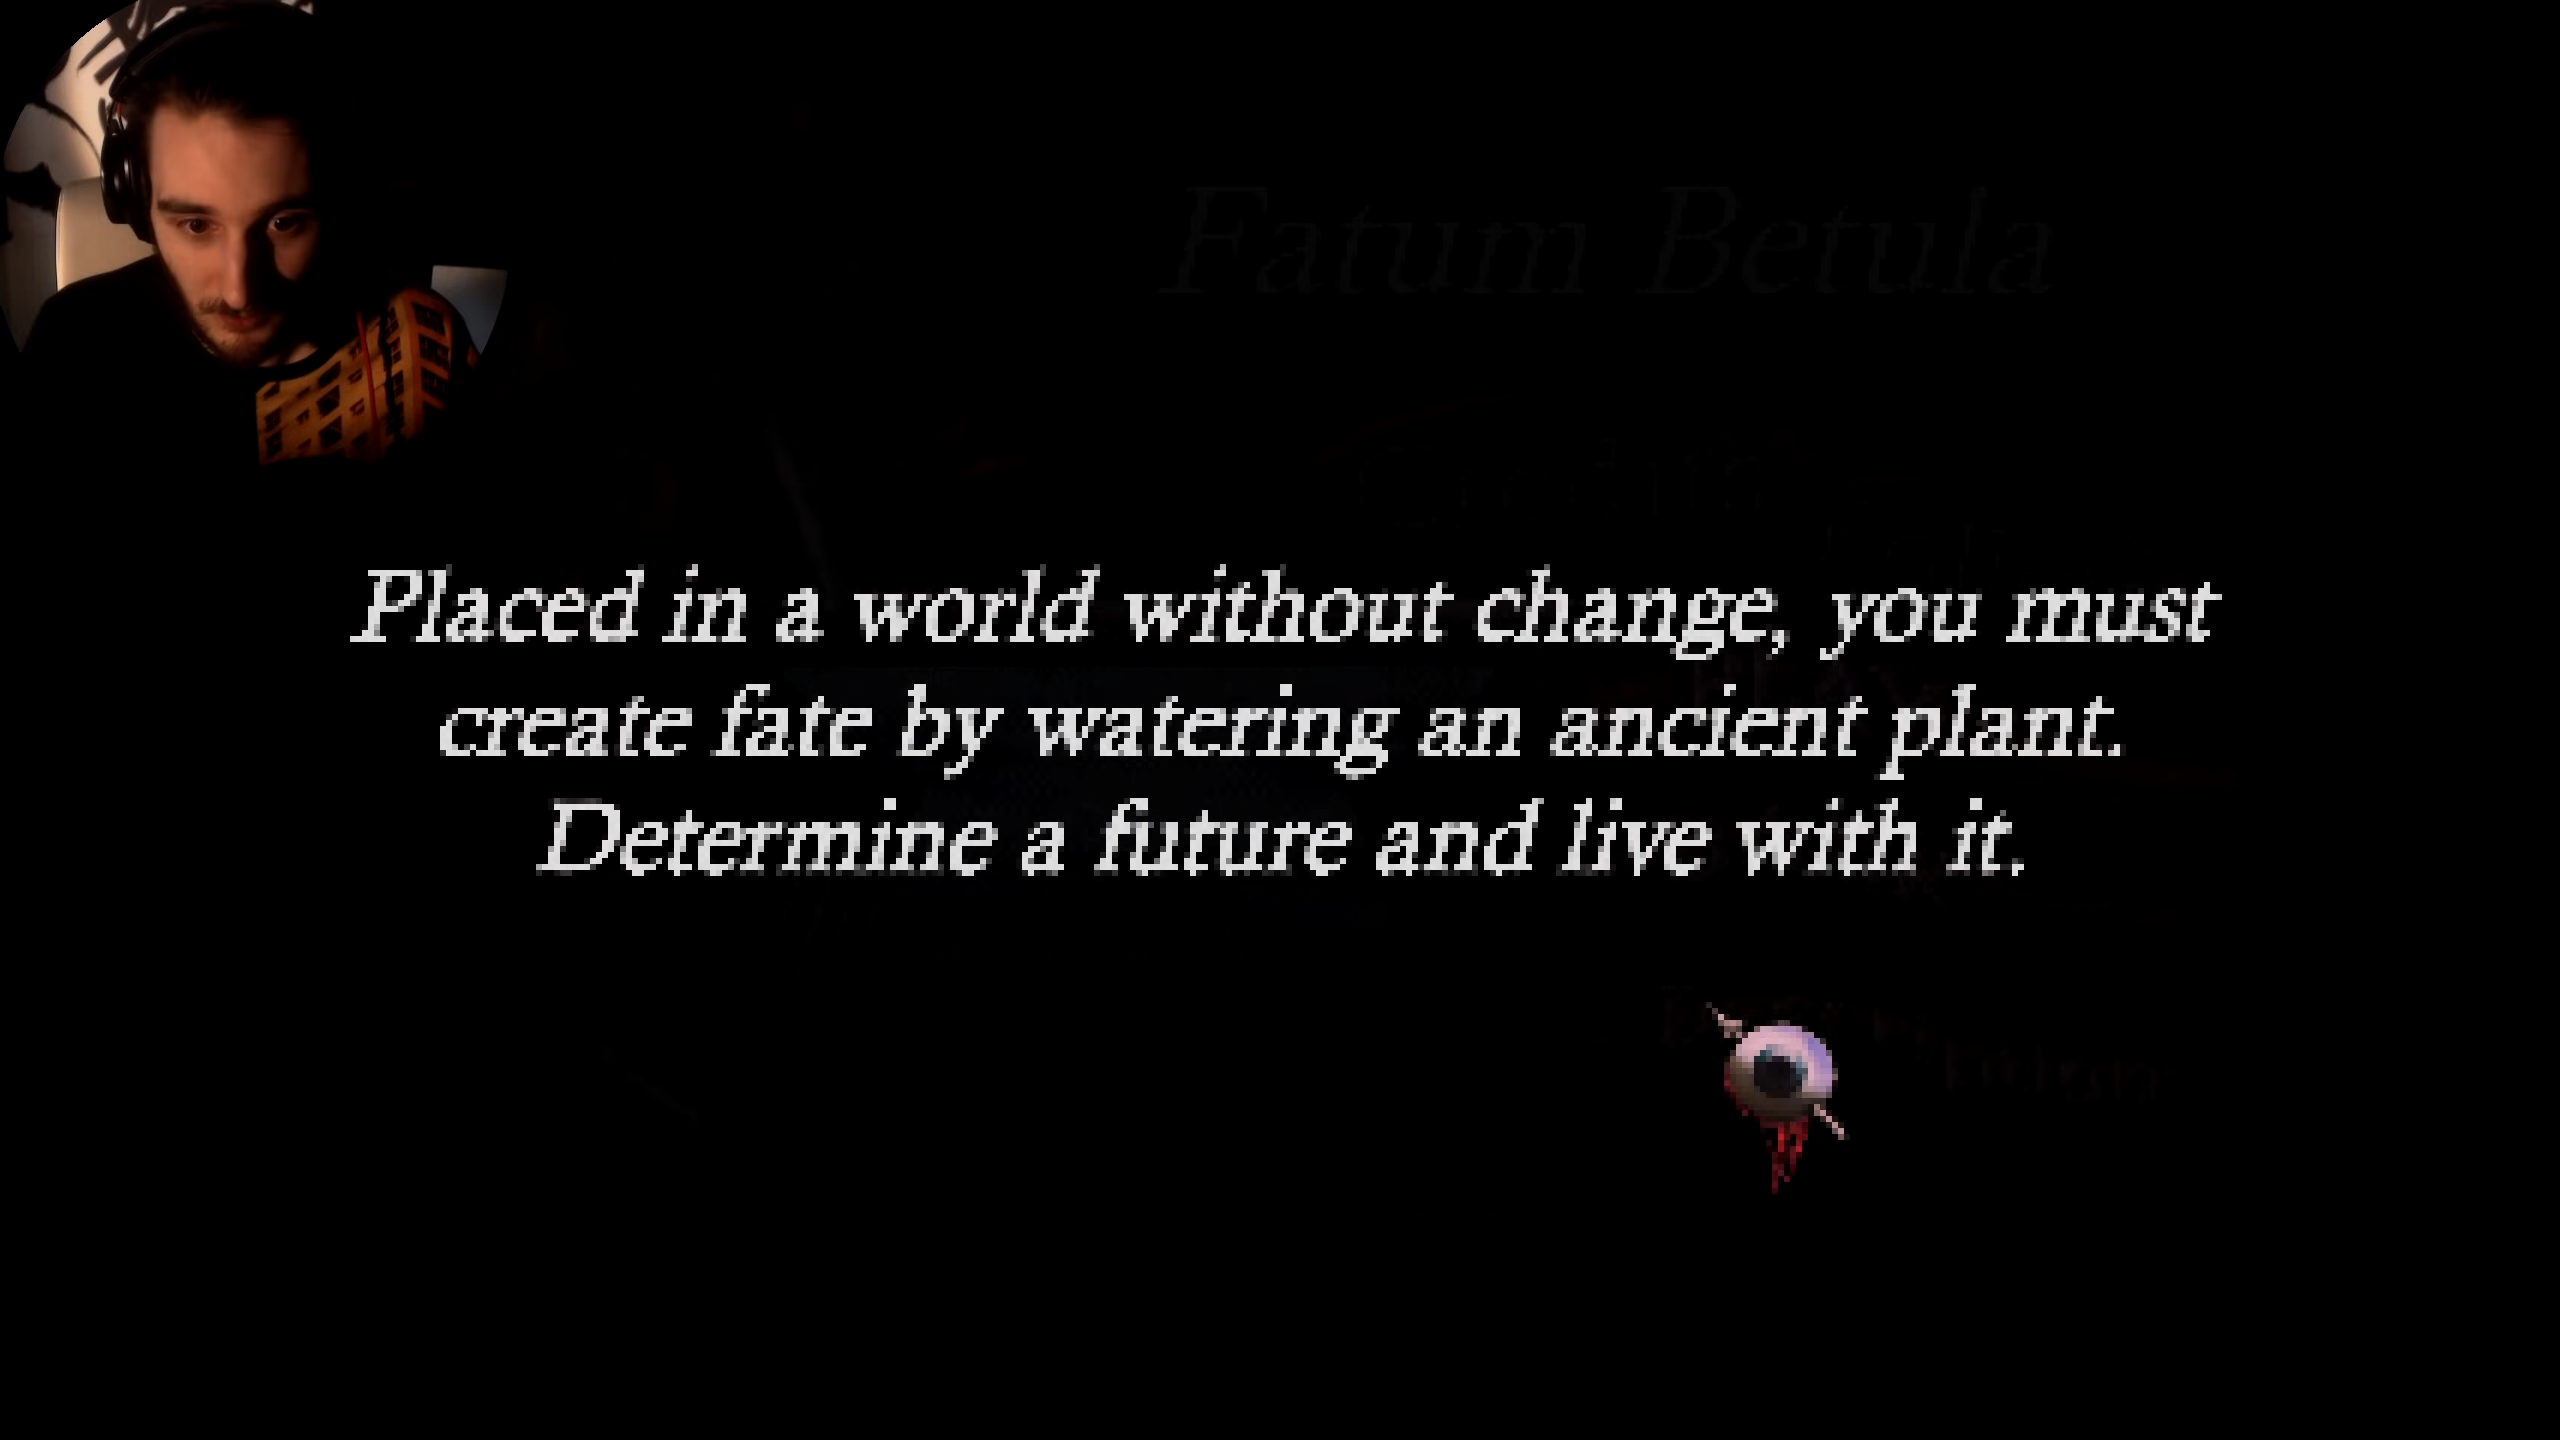 Fatum Betula
Placed in a world without change, you must
create fate by watering an ancient plant.
Determine a future and live with it.